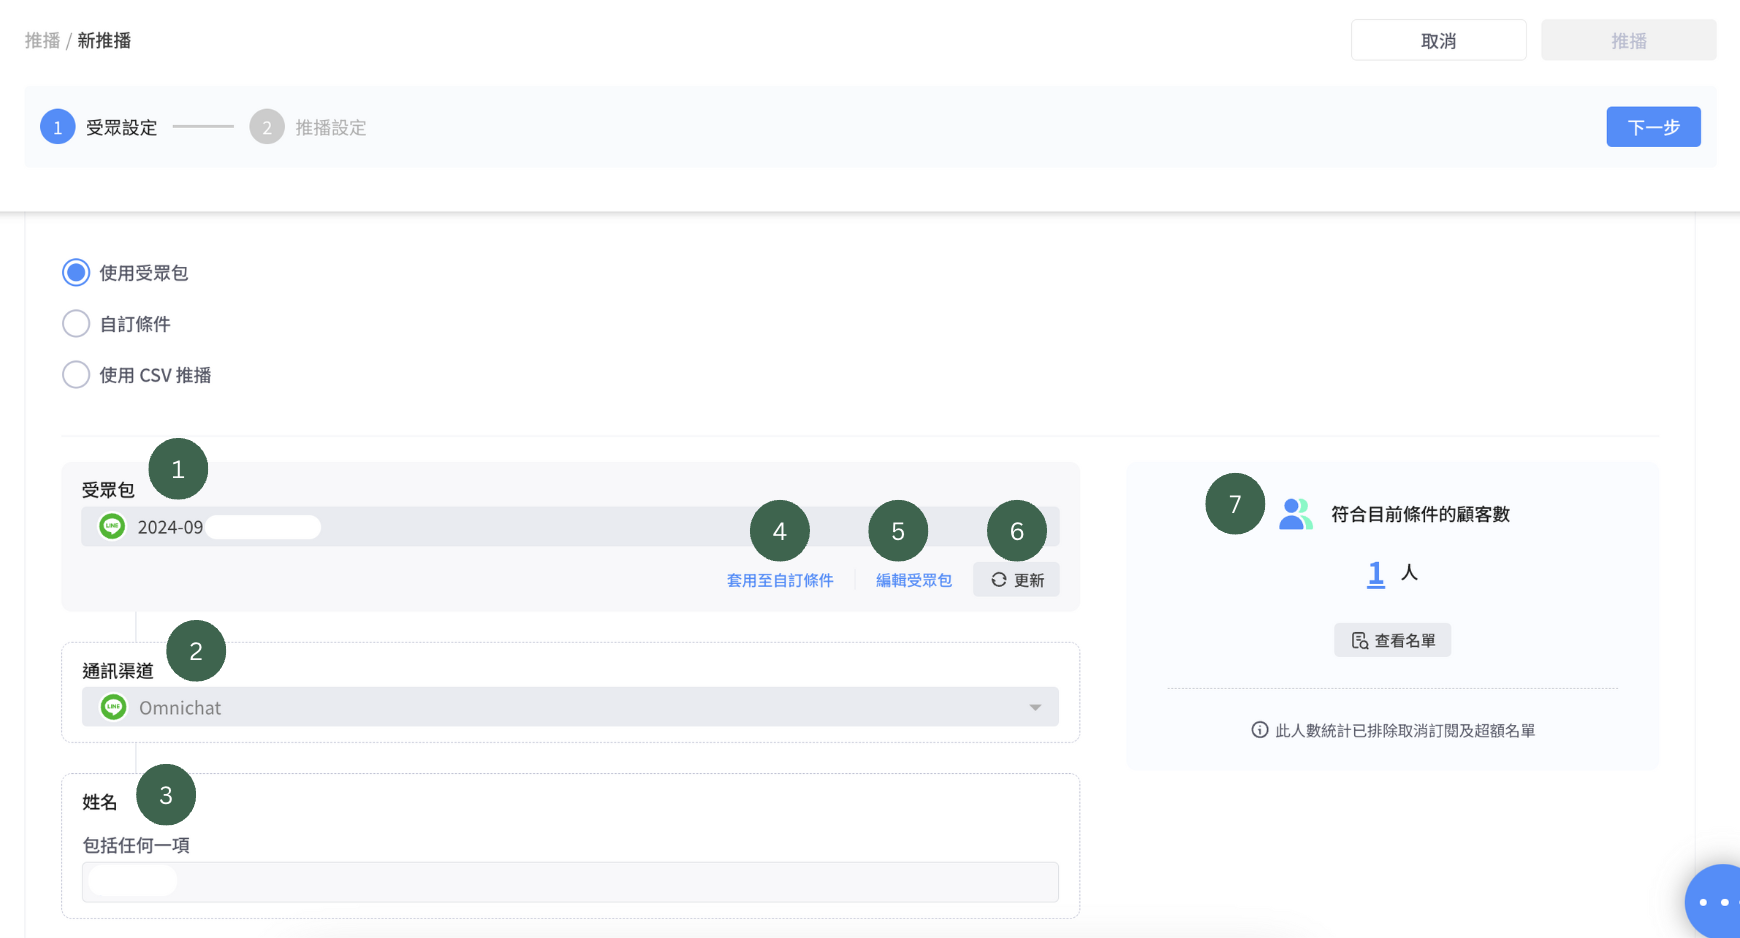 推播 / 新推播
取消
推播
1 受眾設定
2 推播設定
下一步
使用受眾包
自訂條件
使用 CSV 推播
1
受眾包
LINE 2024-09
4
5
6
套用至自訂條件
編輯受眾包
更新
2
通訊渠道
LINE Omnichat
3
姓名
包括任何一項
7
符合目前條件的顧客數
1 人
查看名單
此人數統計已排除取消訂閱及超額名單